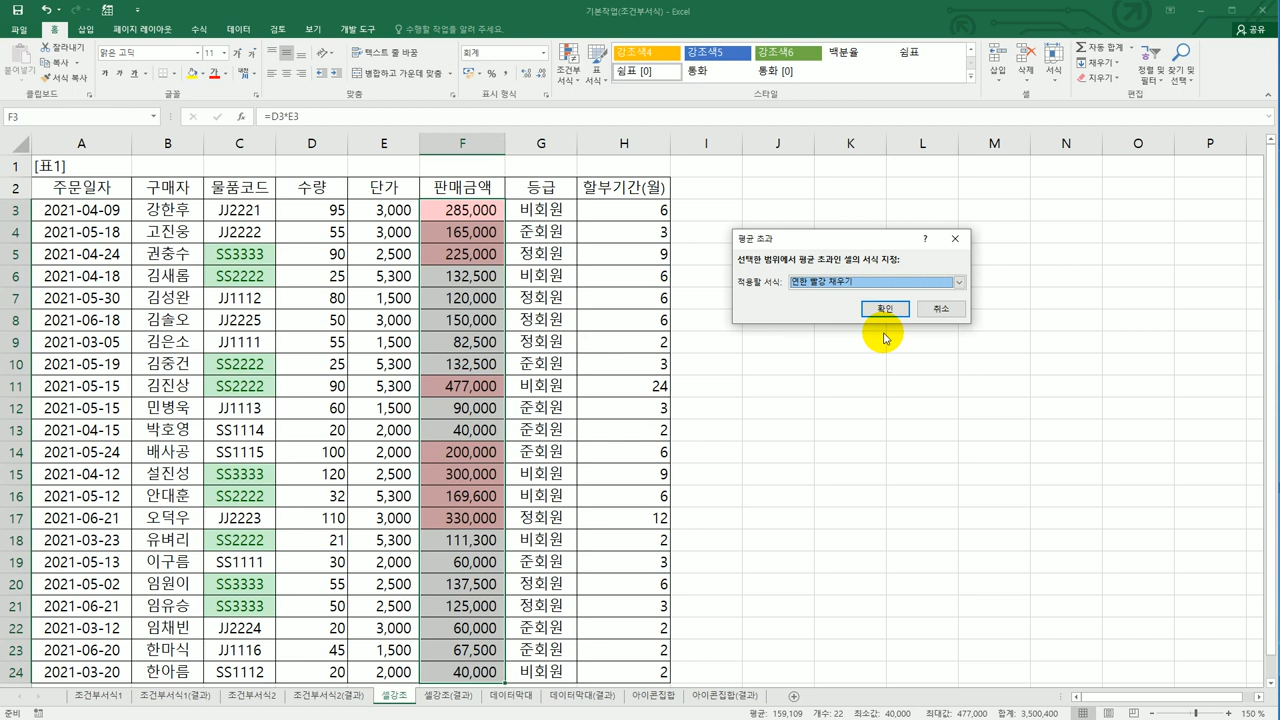 기본작업(조건부서식) - Excel
파일 홈 삽입 페이지 레이아웃 수식 데이터 검토 보기 개발 도구 수행할 작업을 입력하세요. 공유
붙여넣기 잘라내기 복사 서식 복사 클립보드
맑은 고딕 11 가 가 글꼴
텍스트 줄 바꿈 병합하고 가운데 맞춤 맞춤
회계 % , 표시 형식
조건부 서식 표 서식 강조색4 강조색5 강조색6 백분율 쉼표
쉼표 [0] 통화 통화 [0] 스타일
삽입 삭제 서식 셀
자동 합계 채우기 지우기 정렬 및 필터 찾기 및 선택 편집
F3 fx =D3*E3
A B C D E F G H I J K L M N O P
1 [표1]
2 주문일자 구매자 물품코드 수량 단가 판매금액 등급 할부기간(월)
3 2021-04-09 강한후 JJ2221 95 3,000 285,000 비회원 6
4 2021-05-18 고진웅 JJ2222 55 3,000 165,000 준회원 3
5 2021-04-24 권충수 SS3333 90 2,500 225,000 정회원 9
6 2021-04-18 김새롬 SS2222 25 5,300 132,500 비회원 6
7 2021-05-30 김성완 JJ1112 80 1,500 120,000 정회원 6
8 2021-06-18 김솔오 JJ2225 50 3,000 150,000 정회원 6
9 2021-03-05 김은소 JJ1111 55 1,500 82,500 정회원 2
10 2021-05-19 김중건 SS2222 25 5,300 132,500 준회원 3
11 2021-05-15 김진상 SS2222 90 5,300 477,000 비회원 24
12 2021-05-15 민병욱 JJ1113 60 1,500 90,000 준회원 3
13 2021-04-15 박호영 SS1114 20 2,000 40,000 준회원 2
14 2021-05-24 배사공 SS1115 100 2,000 200,000 준회원 6
15 2021-04-12 설진성 SS3333 120 2,500 300,000 비회원 9
16 2021-05-12 안대훈 SS2222 32 5,300 169,600 비회원 6
17 2021-06-21 오덕우 JJ2223 110 3,000 330,000 정회원 12
18 2021-03-23 유벼리 SS2222 21 5,300 111,300 비회원 2
19 2021-05-13 이구름 SS1111 30 2,000 60,000 준회원 3
20 2021-05-02 임원이 SS3333 55 2,500 137,500 정회원 6
21 2021-06-21 임유승 SS3333 50 2,500 125,000 정회원 3
22 2021-03-12 임채빈 JJ2224 20 3,000 60,000 준회원 2
23 2021-06-20 한마식 JJ1116 45 1,500 67,500 준회원 2
24 2021-03-20 한아름 SS1112 20 2,000 40,000 비회원 2
평균 초과 ?
선택한 범위에서 평균 초과인 셀의 서식 지정:
적용할 서식: 연한 빨강 채우기
확인 취소
조건부서식1 조건부서식1(결과) 조건부서식2 조건부서식2(결과) 셀강조 셀강조(결과) 데이터막대 데이터막대(결과) 아이콘집합 아이콘집합(결과)
준비 평균: 159,109 개수: 22 최소값: 40,000 최대값: 477,000 합계: 3,500,400 150 %